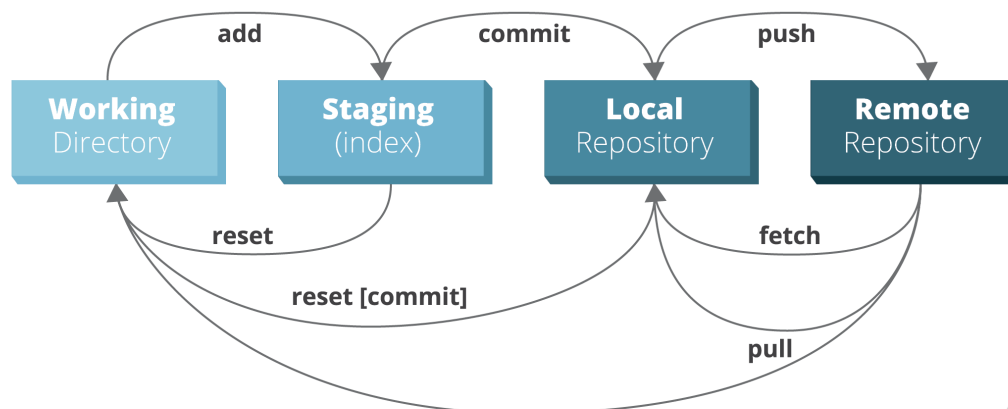 add
commit
push
Working
Directory
Staging
(index)
Local
Repository
Remote
Repository
reset
fetch
reset [commit]
pull